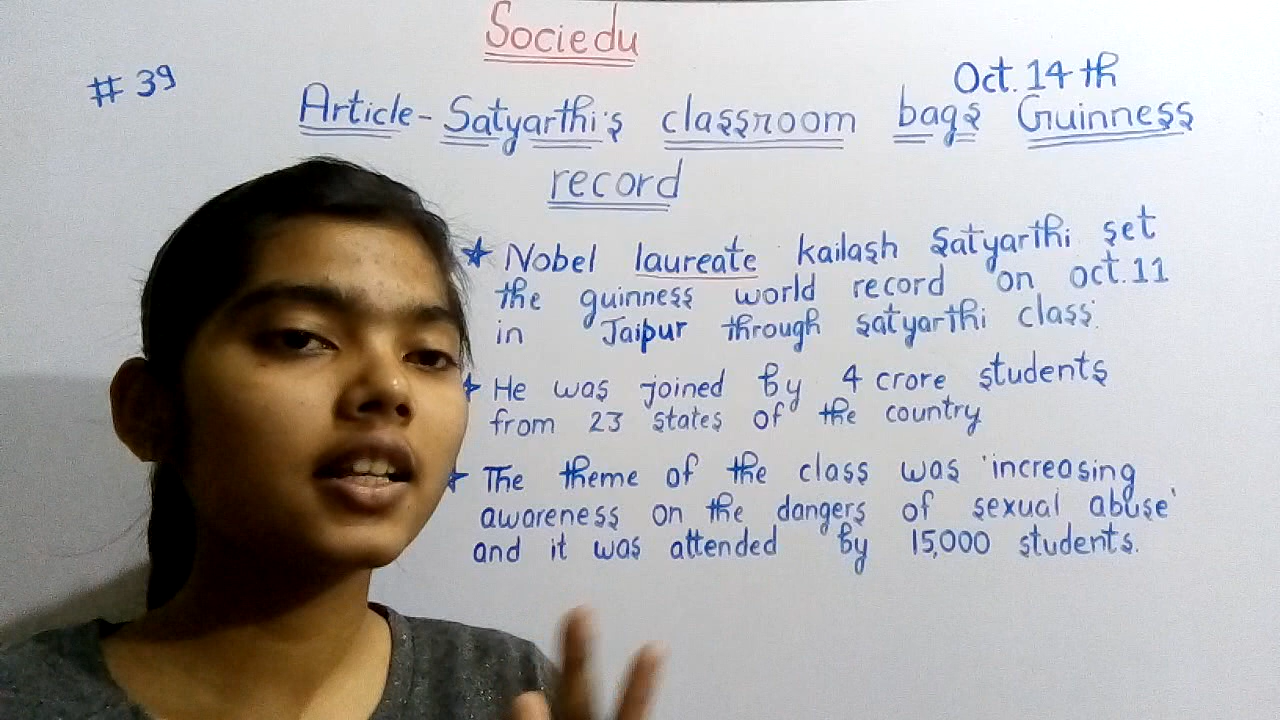 Sociedu
# 39
Oct. 14 th
Article - Satyarthi's classroom bags Guinness
record
★ Nobel laureate kailash Satyarthi set
the guinness world record on oct. 11
in Jaipur through satyarthi class.
★ He was joined by 4 crore students
from 23 states of the country
★ The theme of the class was 'increasing
awareness on the dangers of sexual abuse'
and it was attended by 15,000 students.